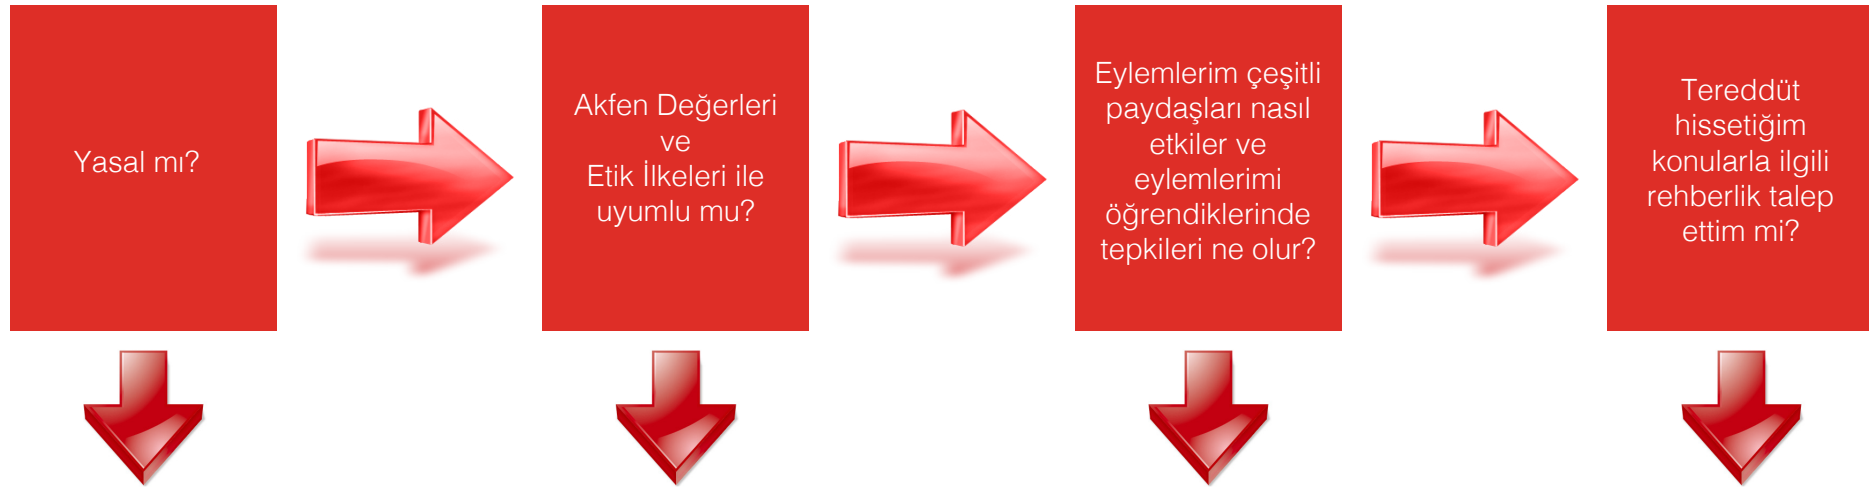 Yasal mı?
Akfen Değerleri
ve
Etik İlkeleri ile
uyumlu mu?
Eylemlerim çeşitli
paydaşları nasıl
etkiler ve
eylemlerimi
öğrendiklerinde
tepkileri ne olur?
Tereddüt
hissetiğim
konularla ilgili
rehberlik talep
ettim mi?